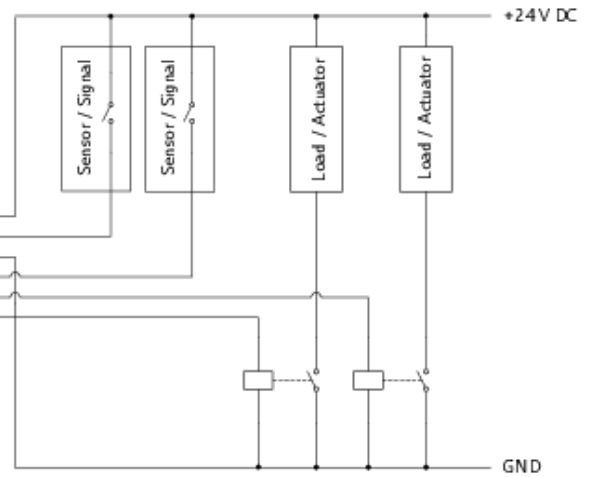 +24V DC
Sensor / Signal
Sensor / Signal
Load / Actuator
Load / Actuator
GND